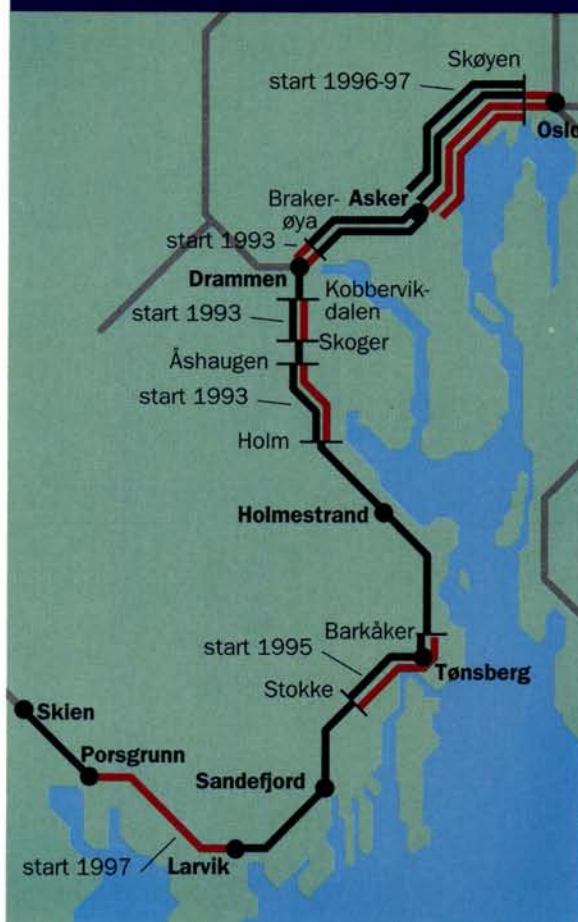 Skøyen
start 1996-97
Oslo
Braker-
øya
Asker
start 1993
Drammen
Kobbervik-
dalen
start 1993
Skoger
Åshaugen
start 1993
Holm
Holmestrand
Barkåker
start 1995
Tønsberg
Stokke
Skien
Porsgrunn
Sandefjord
start 1997
Larvik